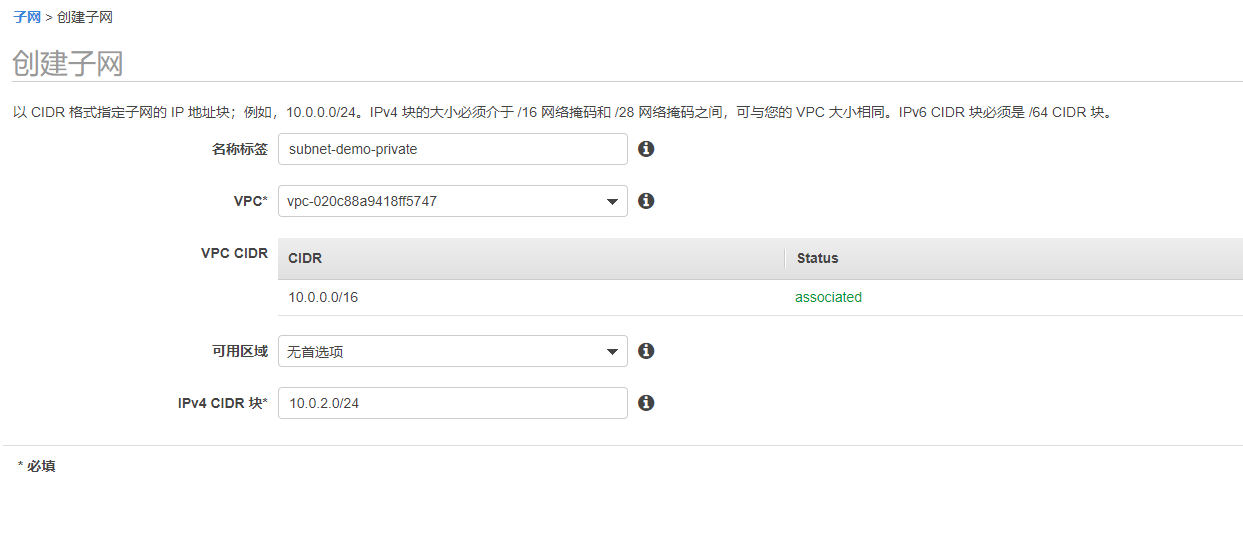 子网 > 创建子网
创建子网
以 CIDR 格式指定子网的 IP 地址块；例如，10.0.0.0/24。IPv4 块的大小必须介于 /16 网络掩码和 /28 网络掩码之间，可与您的 VPC 大小相同。IPv6 CIDR 块必须是 /64 CIDR 块。
名称标签 subnet-demo-private
VPC* vpc-020c88a9418ff5747
VPC CIDR CIDR Status
10.0.0.0/16 associated
可用区域 无首选项
IPv4 CIDR 块* 10.0.2.0/24
* 必填